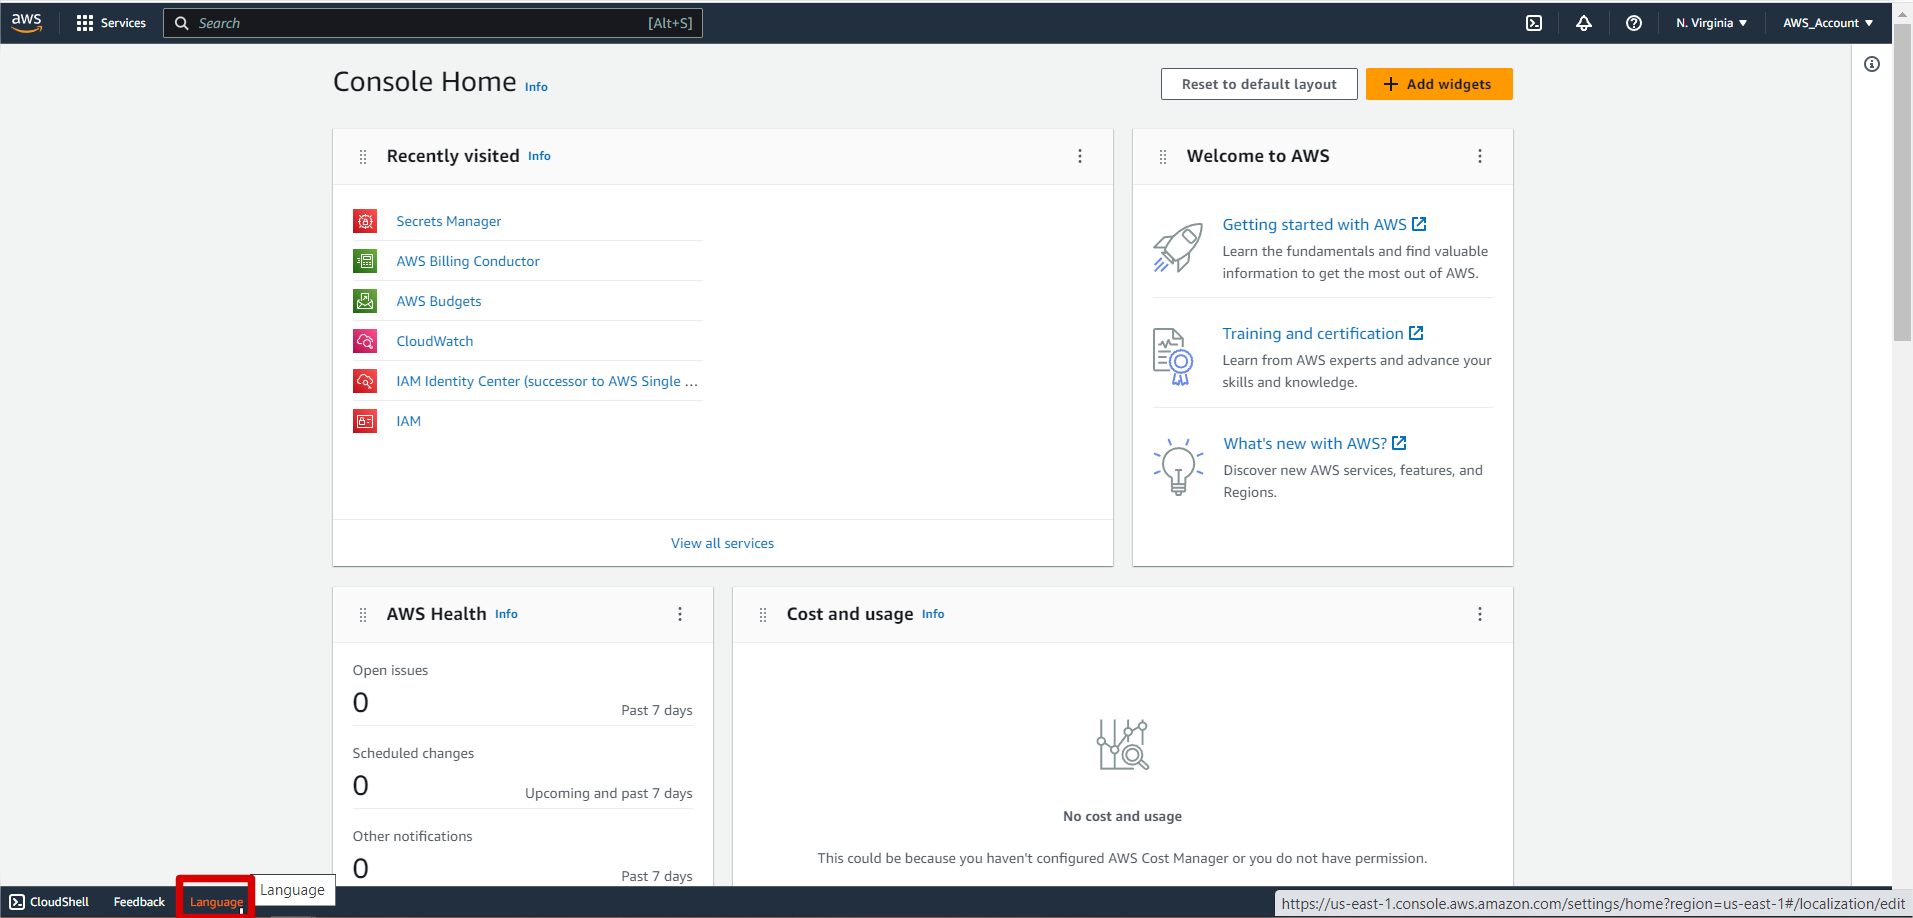 aws Services Search [Alt+S] N. Virginia AWS_Account
Console Home Info Reset to default layout Add widgets
Recently visited Info
Secrets Manager
AWS Billing Conductor
AWS Budgets
CloudWatch
IAM Identity Center (successor to AWS Single ...
IAM
View all services
Welcome to AWS
Getting started with AWS
Learn the fundamentals and find valuable
information to get the most out of AWS.
Training and certification
Learn from AWS experts and advance your
skills and knowledge.
What's new with AWS?
Discover new AWS services, features, and
Regions.
AWS Health Info
Open issues
0 Past 7 days
Scheduled changes
0 Upcoming and past 7 days
Other notifications
0 Past 7 days
Cost and usage Info
No cost and usage
This could be because you haven't configured AWS Cost Manager or you do not have permission.
Language
CloudShell Feedback Language
https://us-east-1.console.aws.amazon.com/settings/home?region=us-east-1#/localization/edit